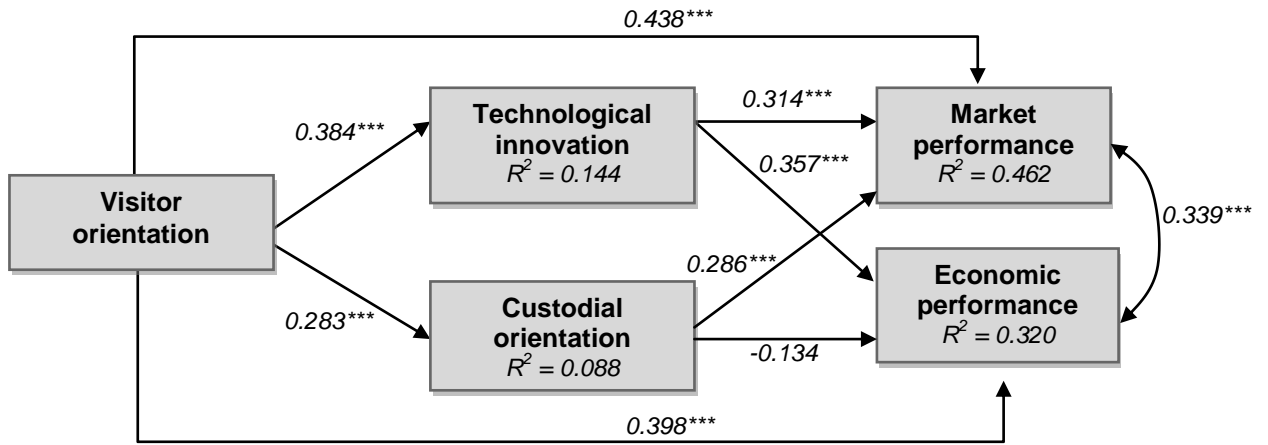 0.438***
Technological
innovation
R² = 0.144
0.314***
Market
performance
R² = 0.462
0.384***
0.357***
Visitor
orientation
0.339***
0.286***
Economic
performance
R² = 0.320
0.283***
Custodial
orientation
R² = 0.088
-0.134
0.398***